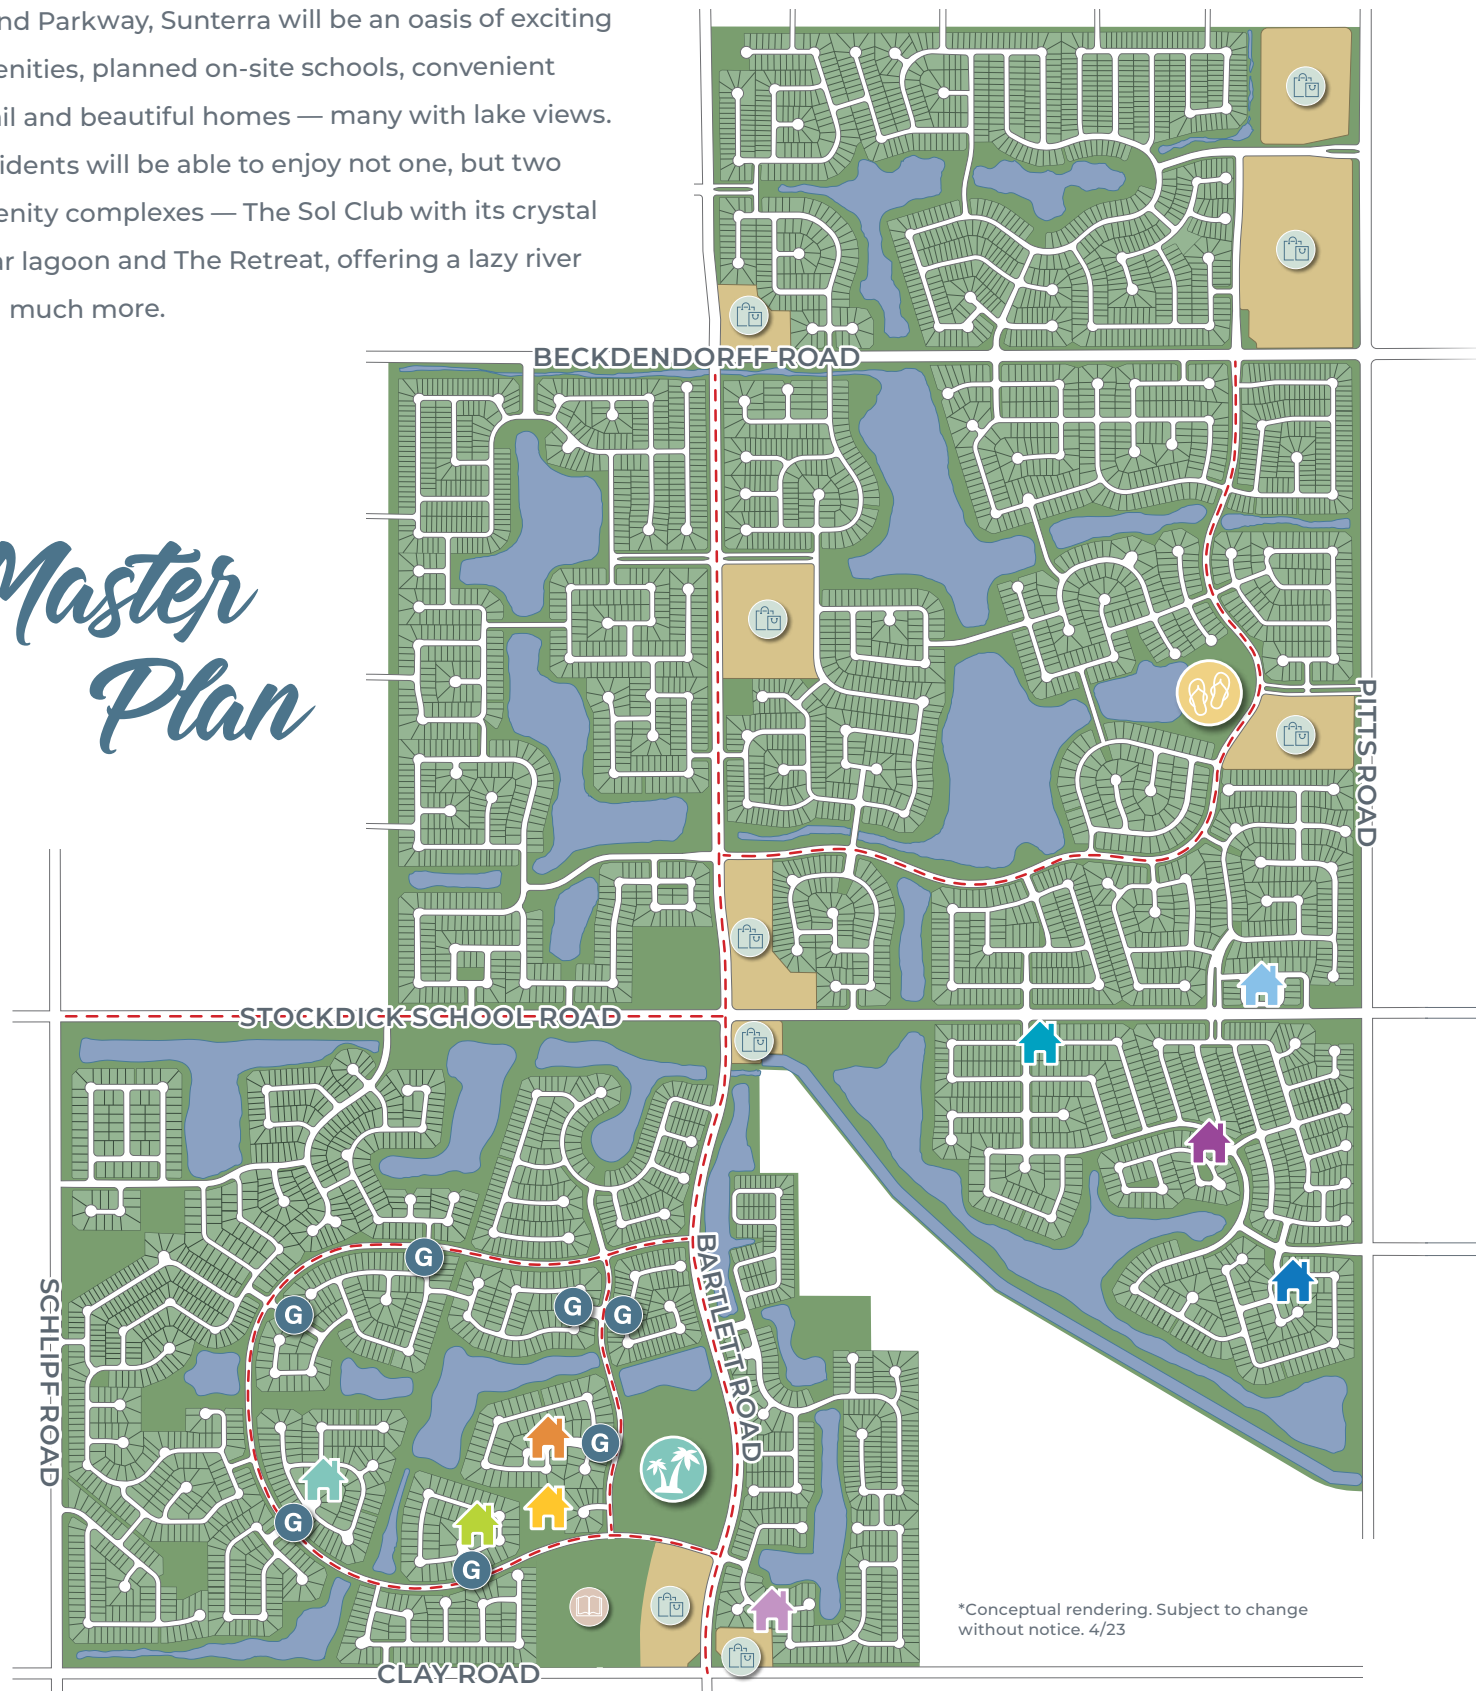 nd Parkway, Sunterra will be an oasis of exciting
enities, planned on-site schools, convenient
il and beautiful homes — many with lake views.
idents will be able to enjoy not one, but two
enity complexes — The Sol Club with its crystal
ar lagoon and The Retreat, offering a lazy river
much more.
BECKDENDORFF ROAD
Master
Plan
PITTS ROAD
STOCKDICK SCHOOL ROAD
BARTLETT ROAD
SCHLIPF ROAD
G
G
G
G
G
G
G
*Conceptual rendering. Subject to change
without notice. 4/23
CLAY ROAD